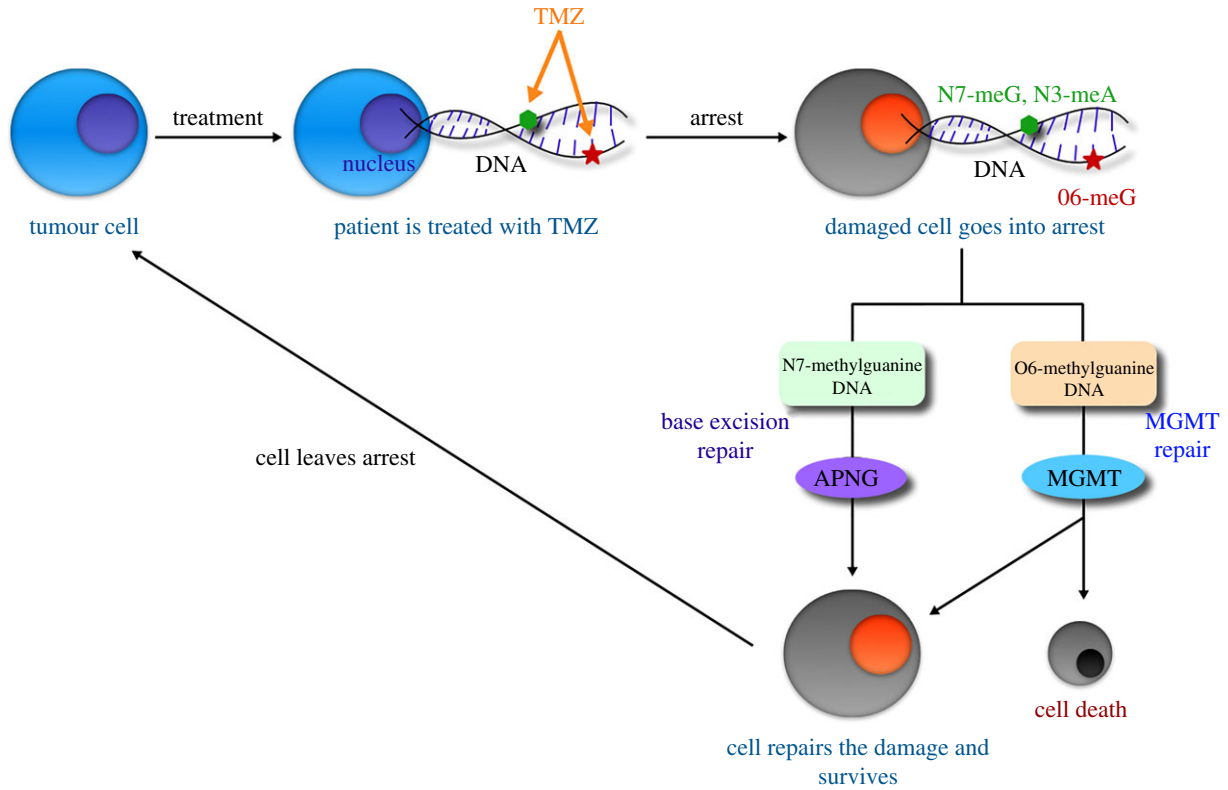 TMZ
treatment
nucleus
DNA
arrest
N7-meG, N3-meA
DNA
06-meG
tumour cell
patient is treated with TMZ
damaged cell goes into arrest
N7-methylguanine
DNA
O6-methylguanine
DNA
base excision
repair
MGMT
repair
cell leaves arrest
APNG
MGMT
cell death
cell repairs the damage and
survives